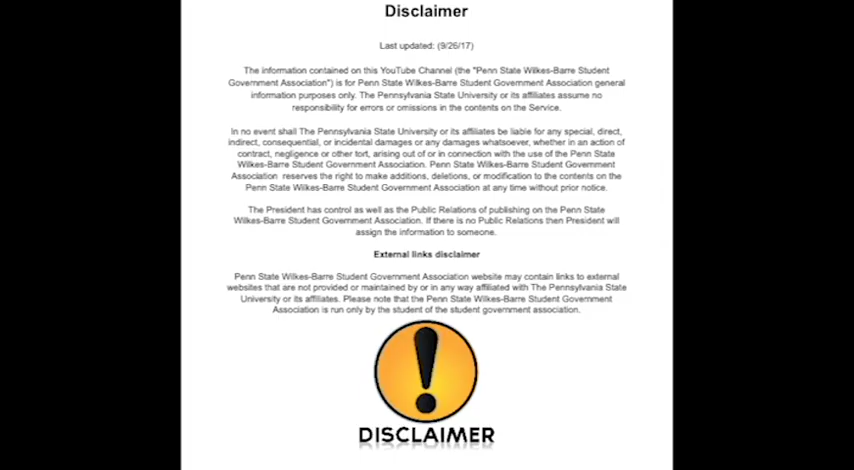 Disclaimer
Last updated: (9/26/17)
The information contained on this YouTube Channel (the "Penn State Wilkes-Barre Student
Government Association") is for Penn State Wilkes-Barre Student Government Association general
information purposes only. The Pennsylvania State University or its affiliates assume no
responsibility for errors or omissions in the contents on the Service.
In no event shall The Pennsylvania State University or its affiliates be liable for any special, direct,
indirect, consequential, or incidental damages or any damages whatsoever, whether in an action of
contract, negligence or other tort, arising out of or in connection with the use of the Penn State
Wilkes-Barre Student Government Association. Penn State Wilkes-Barre Student Government
Association reserves the right to make additions, deletions, or modification to the contents on the
Penn State Wilkes-Barre Student Government Association at any time without prior notice.
The President has control as well as the Public Relations of publishing on the Penn State
Wilkes-Barre Student Government Association. If there is no Public Relations then President will
assign the information to someone.
External links disclaimer
Penn State Wilkes-Barre Student Government Association website may contain links to external
websites that are not provided or maintained by or in any way affiliated with The Pennsylvania State
University or its affiliates. Please note that the Penn State Wilkes-Barre Student Government
Association is run only by the student of the student government association.
DISCLAIMER